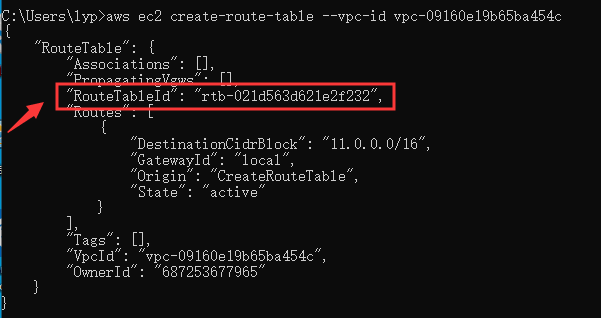 C:\Users\lyp>aws ec2 create-route-table --vpc-id vpc-09160e19b65ba454c
{
    "RouteTable": {
        "Associations": [],
        "PropagatingVgws": [],
        "RouteTableId": "rtb-021d563d621e2f232",
        "Routes": [
            {
                "DestinationCidrBlock": "11.0.0.0/16",
                "GatewayId": "local",
                "Origin": "CreateRouteTable",
                "State": "active"
            }
        ],
        "Tags": [],
        "VpcId": "vpc-09160e19b65ba454c",
        "OwnerId": "687253677965"
    }
}